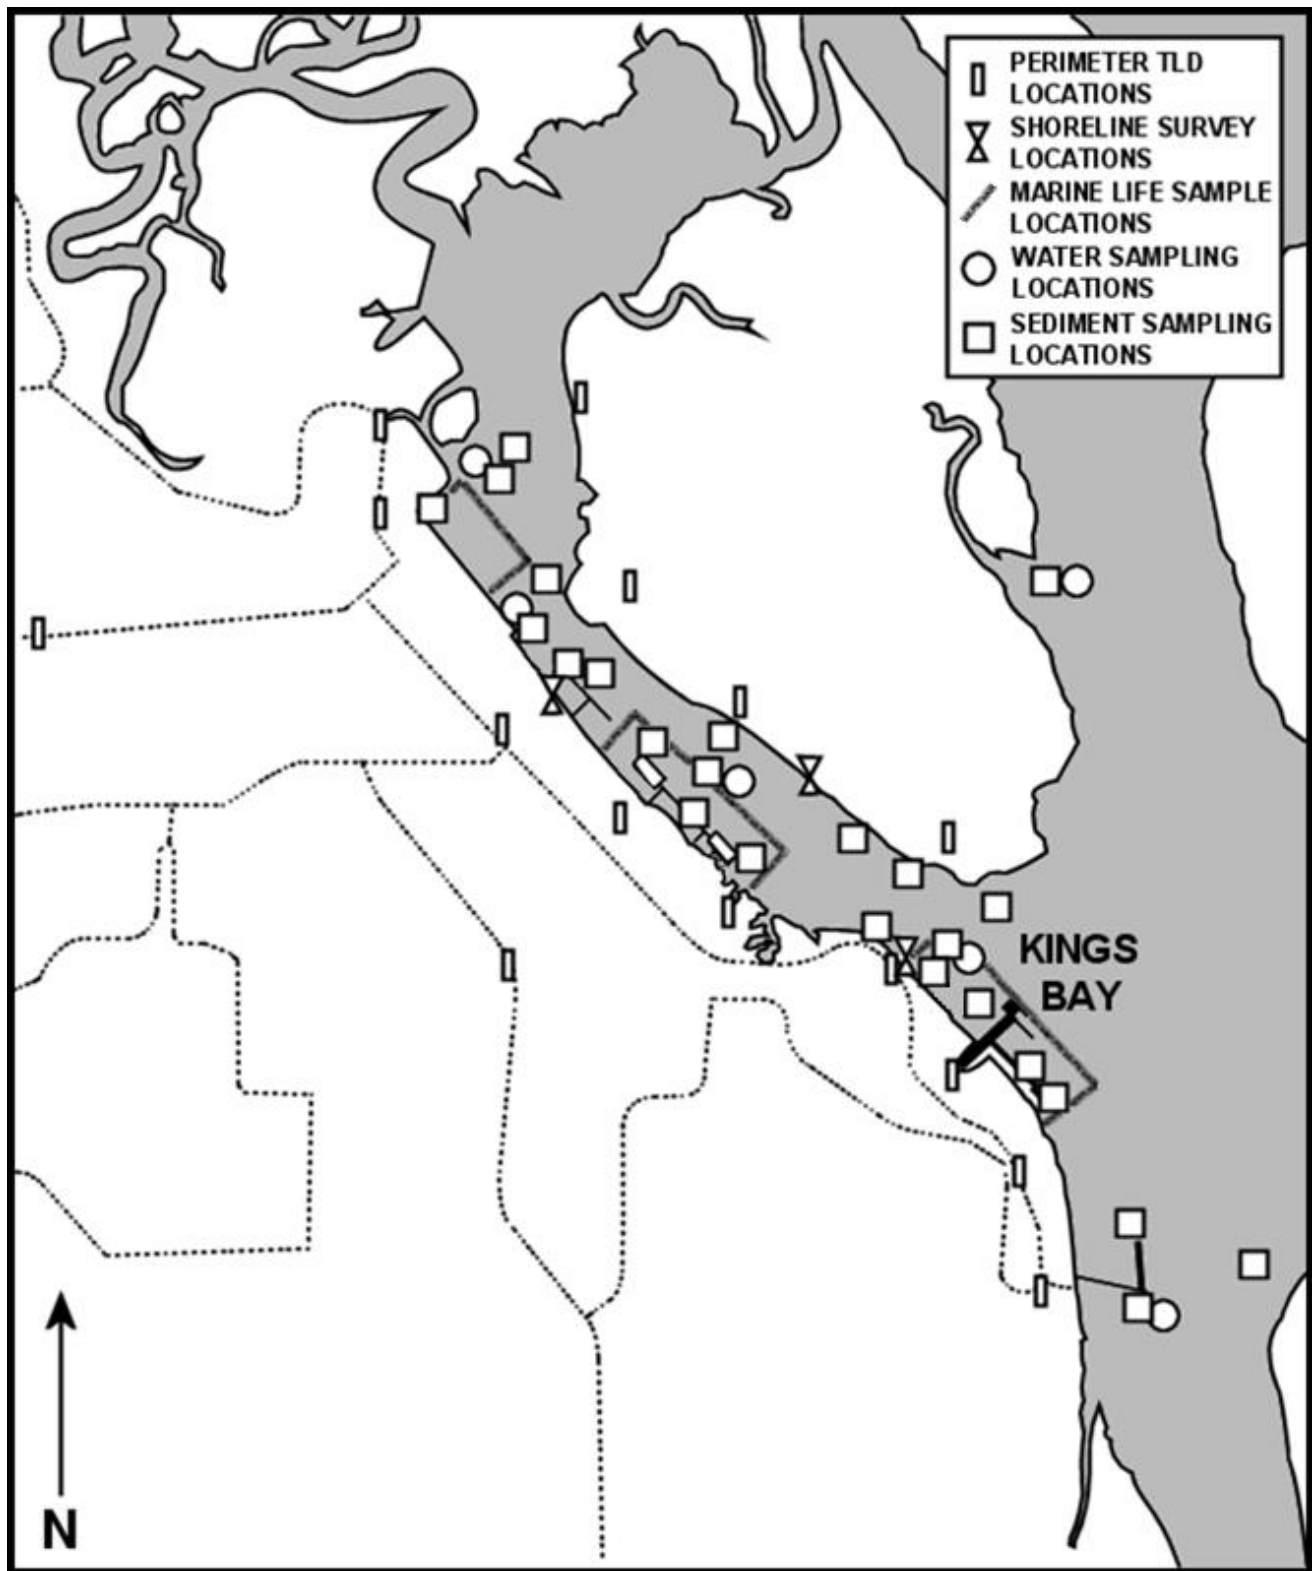 PERIMETER TLD
LOCATIONS
SHORELINE SURVEY
LOCATIONS
MARINE LIFE SAMPLE
LOCATIONS
WATER SAMPLING
LOCATIONS
SEDIMENT SAMPLING
LOCATIONS
KINGS
BAY
N